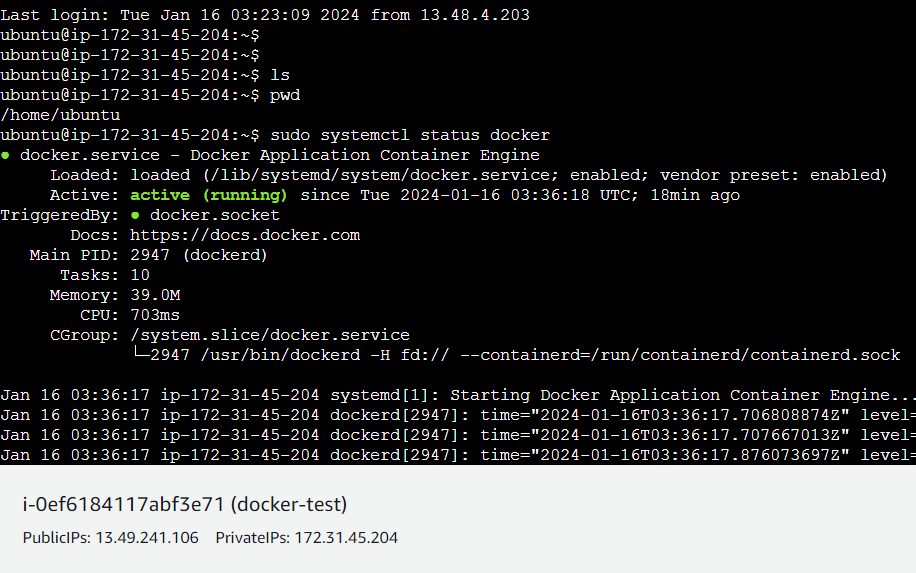 Last login: Tue Jan 16 03:23:09 2024 from 13.48.4.203
ubuntu@ip-172-31-45-204:~$
ubuntu@ip-172-31-45-204:~$
ubuntu@ip-172-31-45-204:~$ ls
ubuntu@ip-172-31-45-204:~$ pwd
/home/ubuntu
ubuntu@ip-172-31-45-204:~$ sudo systemctl status docker
● docker.service - Docker Application Container Engine
     Loaded: loaded (/lib/systemd/system/docker.service; enabled; vendor preset: enabled)
     Active: active (running) since Tue 2024-01-16 03:36:18 UTC; 18min ago
TriggeredBy: ● docker.socket
       Docs: https://docs.docker.com
   Main PID: 2947 (dockerd)
      Tasks: 10
     Memory: 39.0M
        CPU: 703ms
     CGroup: /system.slice/docker.service
             └─2947 /usr/bin/dockerd -H fd:// --containerd=/run/containerd/containerd.sock

Jan 16 03:36:17 ip-172-31-45-204 systemd[1]: Starting Docker Application Container Engine...
Jan 16 03:36:17 ip-172-31-45-204 dockerd[2947]: time="2024-01-16T03:36:17.706808874Z" level=
Jan 16 03:36:17 ip-172-31-45-204 dockerd[2947]: time="2024-01-16T03:36:17.707667013Z" level=
Jan 16 03:36:17 ip-172-31-45-204 dockerd[2947]: time="2024-01-16T03:36:17.876073697Z" level=
i-0ef6184117abf3e71 (docker-test)
PublicIPs: 13.49.241.106 PrivateIPs: 172.31.45.204